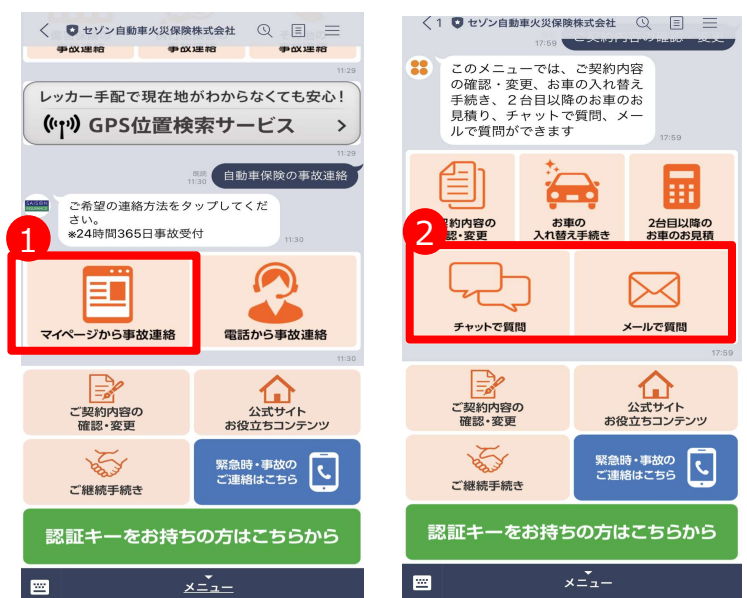 セゾン自動車火災保険株式会社
事故連絡
事故連絡
事故連絡
11:29
レッカー手配で現在地がわからなくても安心!
GPS位置検索サービス
11:29
既読
11:30
自動車保険の事故連絡
SAISON
ご希望の連絡方法をタップしてくだ
さい。
※24時間365日事故受付
11:30
1
マイページから事故連絡
電話から事故連絡
11:30
ご契約内容の
確認・変更
公式サイト
お役立ちコンテンツ
ご継続手続き
緊急時・事故の
ご連絡はこちら
認証キーをお持ちの方はこちらから
メニュー
1
セゾン自動車火災保険株式会社
17:59
ご契約内容の確認・変更
このメニューでは、ご契約内容
の確認・変更、お車の入れ替え
手続き、2台目以降のお車のお
見積り、チャットで質問、メー
ルで質問ができます
17:59
契約内容の
認・変更
お車の
入れ替え手続き
2台目以降の
お車のお見積
2
チャットで質問
メールで質問
17:59
ご契約内容の
確認・変更
公式サイト
お役立ちコンテンツ
ご継続手続き
緊急時・事故の
ご連絡はこちら
認証キーをお持ちの方はこちらから
メニュー